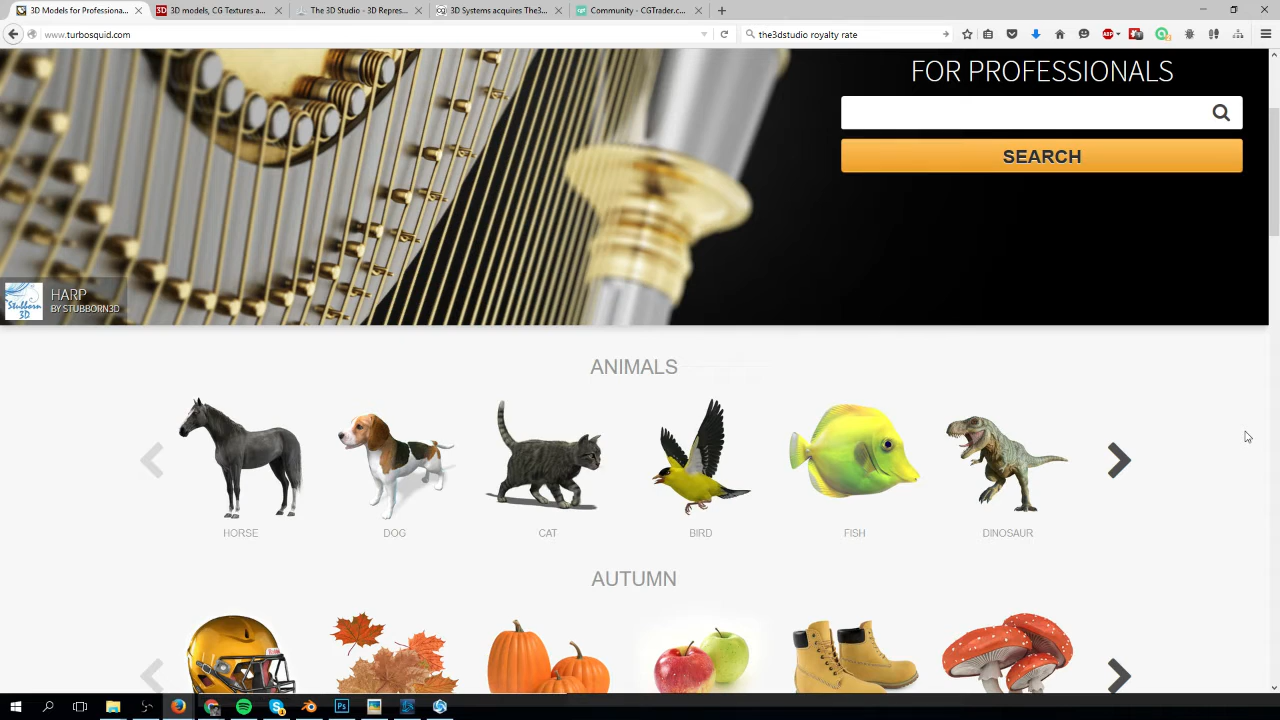 3D Models for Professiona...
3D models, CG Textures a...
The 3D Studio - 3D Repres...
3D Systems acquires The3...
Community - CGTrader.c...
www.turbosquid.com
the3dstudio royalty rate
FOR PROFESSIONALS
SEARCH
Stubborn
3D
HARP
BY STUBBORN3D
ANIMALS
HORSE
DOG
CAT
BIRD
FISH
DINOSAUR
AUTUMN